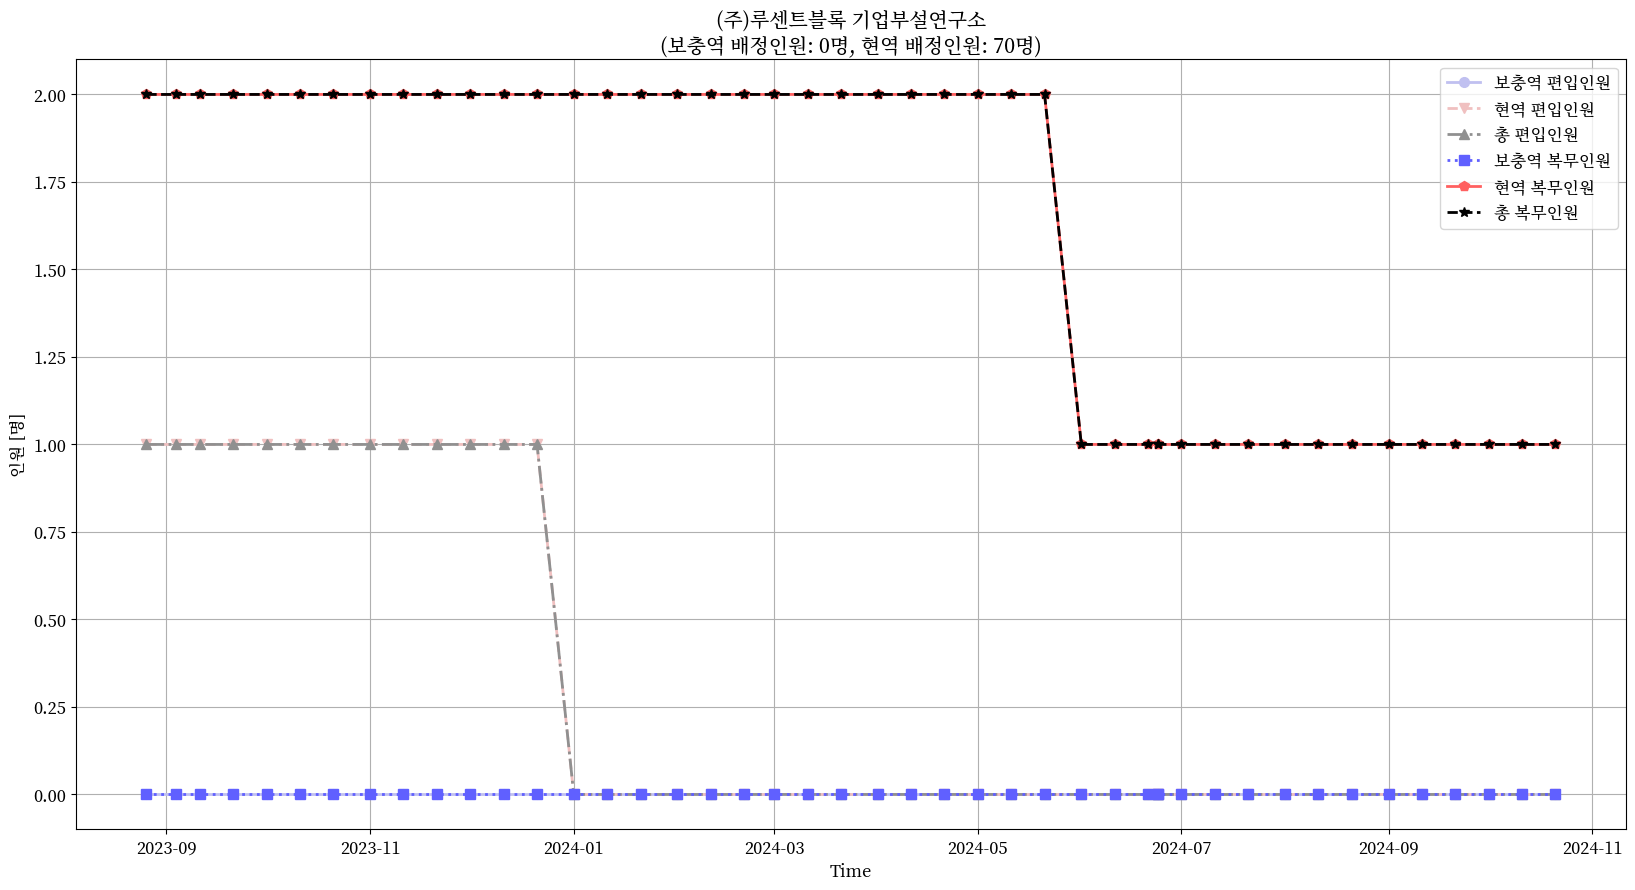 (주)루센트블록 기업부설연구소
(보충역 배정인원: 0명, 현역 배정인원: 70명)
보충역 편입인원
현역 편입인원
총 편입인원
보충역 복무인원
현역 복무인원
총 복무인원
인원 [명]
2.00
1.75
1.50
1.25
1.00
0.75
0.50
0.25
0.00
2023-09 2023-11 2024-01 2024-03 2024-05 2024-07 2024-09 2024-11
Time